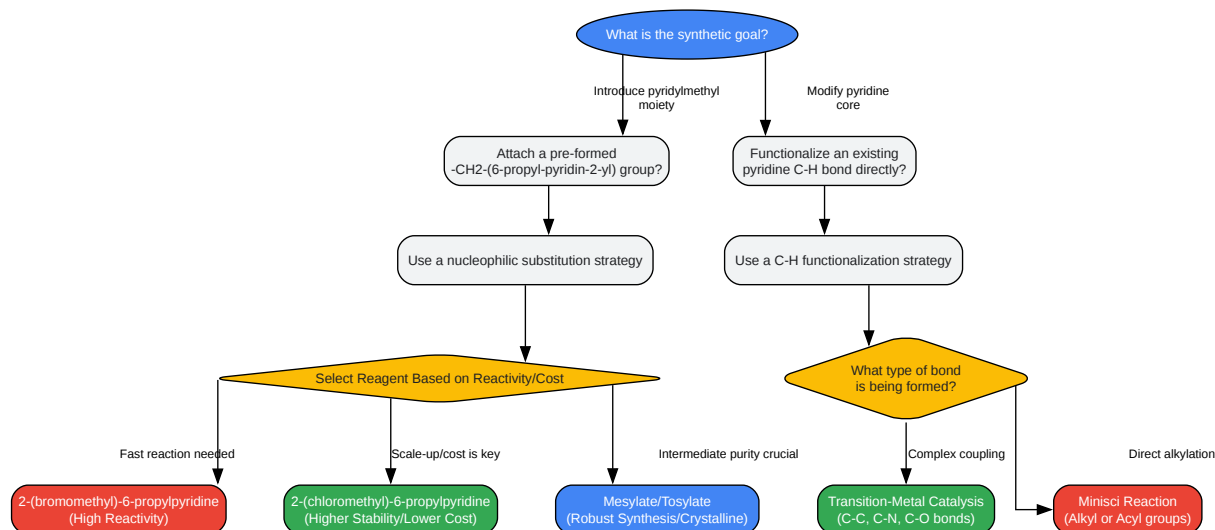 What is the synthetic goal?
Introduce pyridylmethyl
moiety
Modify pyridine
core
Attach a pre-formed
-CH2-(6-propyl-pyridin-2-yl) group?
Functionalize an existing
pyridine C-H bond directly?
Use a nucleophilic substitution strategy
Use a C-H functionalization strategy
Select Reagent Based on Reactivity/Cost
What type of bond
is being formed?
Fast reaction needed
Scale-up/cost is key
Intermediate purity crucial
Complex coupling
Direct alkylation
2-(bromomethyl)-6-propylpyridine
(High Reactivity)
2-(chloromethyl)-6-propylpyridine
(Higher Stability/Lower Cost)
Mesylate/Tosylate
(Robust Synthesis/Crystalline)
Transition-Metal Catalysis
(C-C, C-N, C-O bonds)
Minisci Reaction
(Alkyl or Acyl groups)